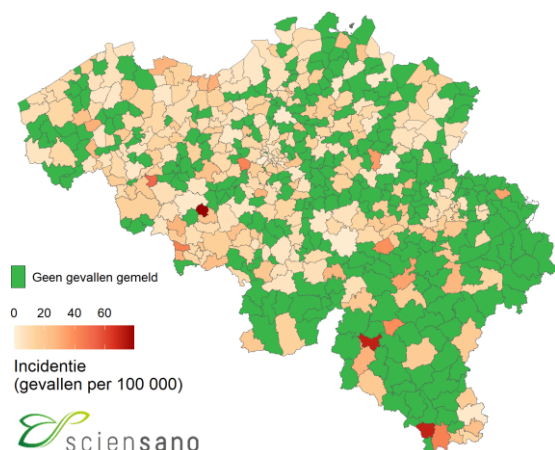 Geen gevallen gemeld
0 20 40 60
Incidentie
(gevallen per 100 000)
sciensano